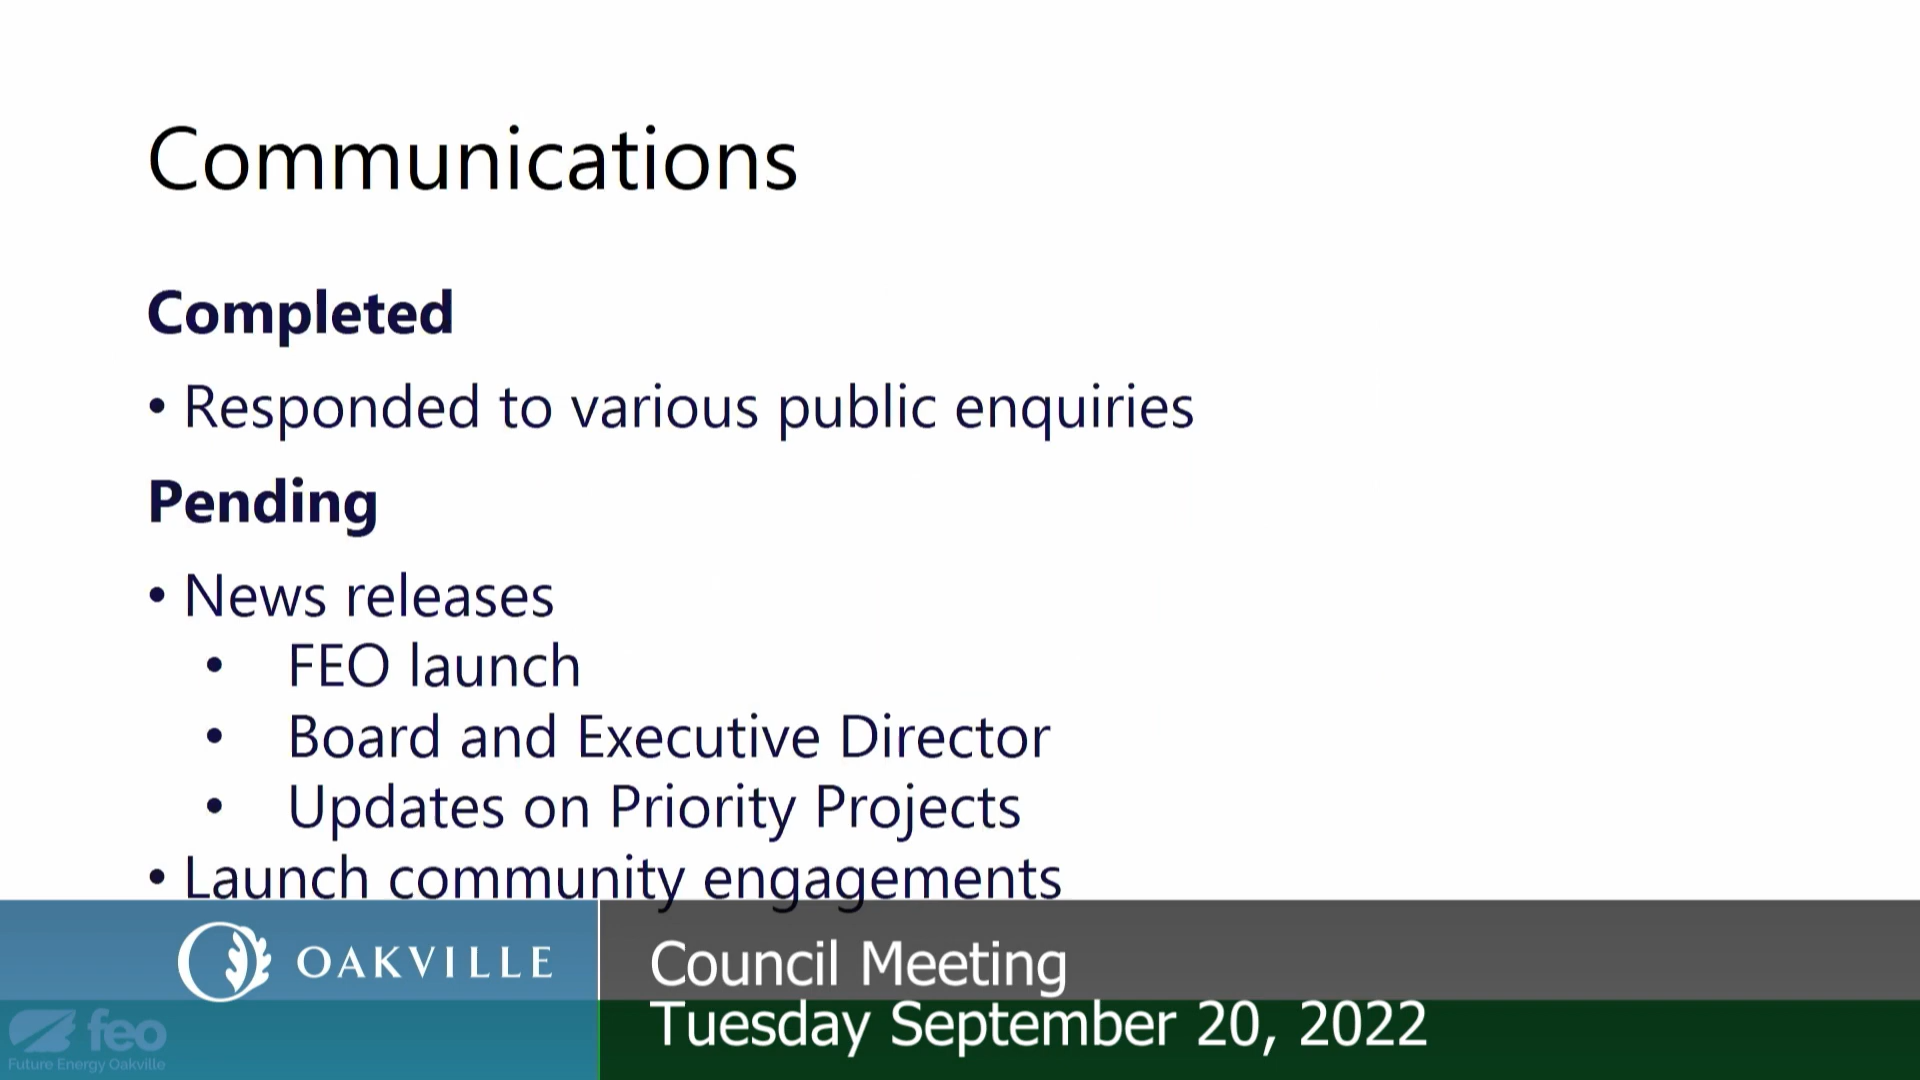 Communications
Completed
• Responded to various public enquiries
Pending
• News releases
• FEO launch
• Board and Executive Director
• Updates on Priority Projects
• Launch community engagements
OAKVILLE
Council Meeting
Tuesday September 20, 2022
feo
Future Energy Oakville